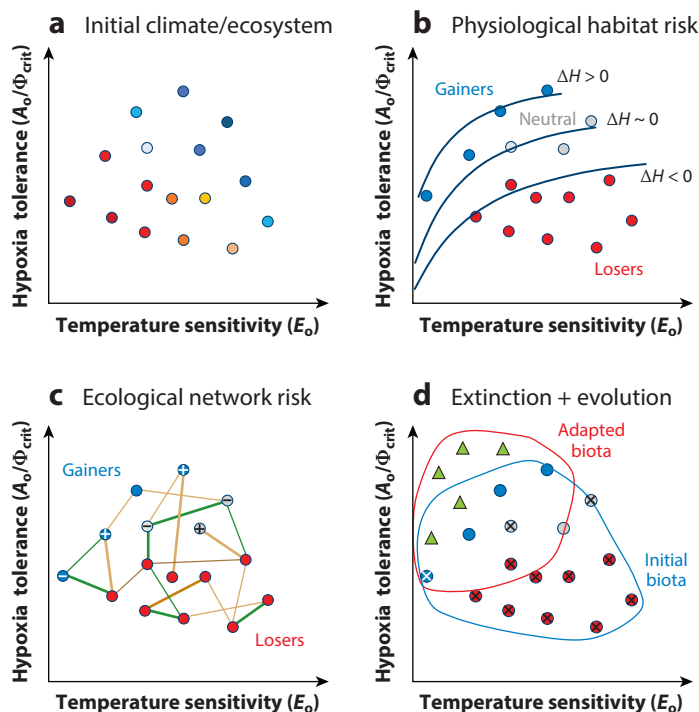 a Initial climate/ecosystem
Hypoxia tolerance (Ao/Φcrit)
Temperature sensitivity (Eo)
b Physiological habitat risk
Hypoxia tolerance (Ao/Φcrit)
Gainers
ΔH > 0
Neutral
ΔH ~ 0
ΔH < 0
Losers
Temperature sensitivity (Eo)
c Ecological network risk
Hypoxia tolerance (Ao/Φcrit)
Gainers
Losers
Temperature sensitivity (Eo)
d Extinction + evolution
Hypoxia tolerance (Ao/Φcrit)
Adapted
biota
Initial
biota
Temperature sensitivity (Eo)